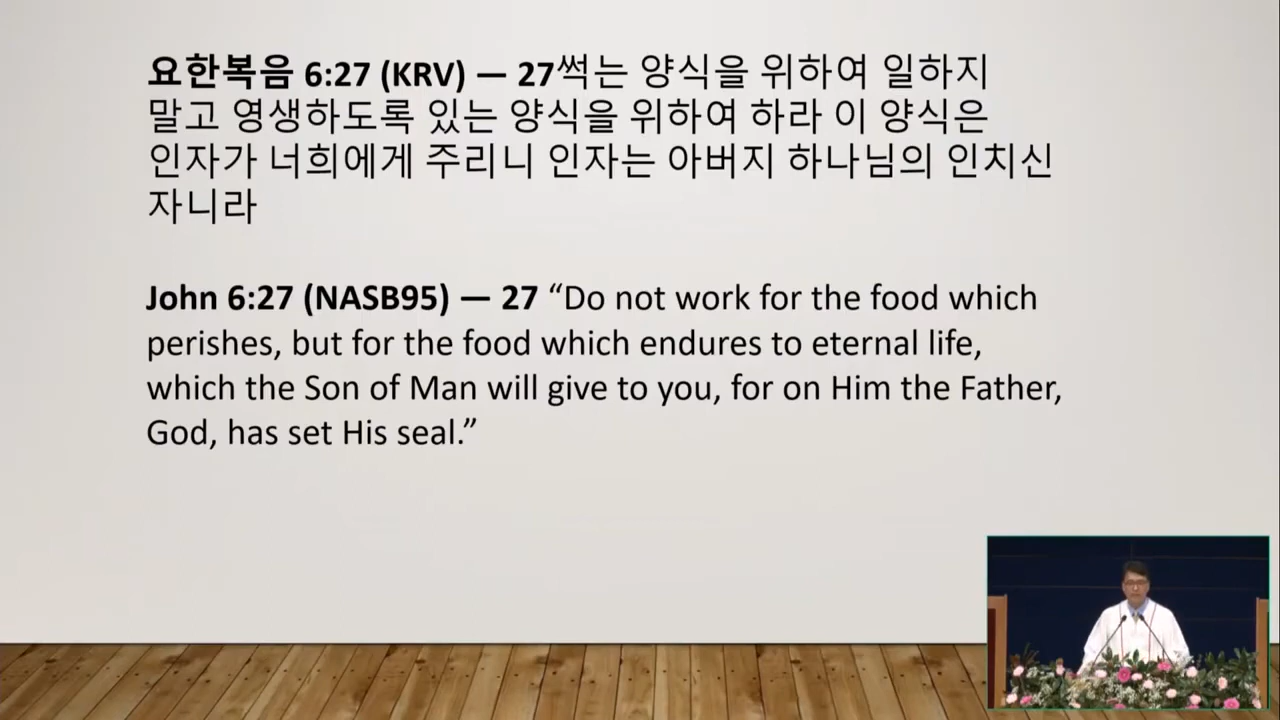 요한복음 6:27 (KRV) — 27썩는 양식을 위하여 일하지
말고 영생하도록 있는 양식을 위하여 하라 이 양식은
인자가 너희에게 주리니 인자는 아버지 하나님의 인치신
자니라
John 6:27 (NASB95) — 27 “Do not work for the food which
perishes, but for the food which endures to eternal life,
which the Son of Man will give to you, for on Him the Father,
God, has set His seal.”